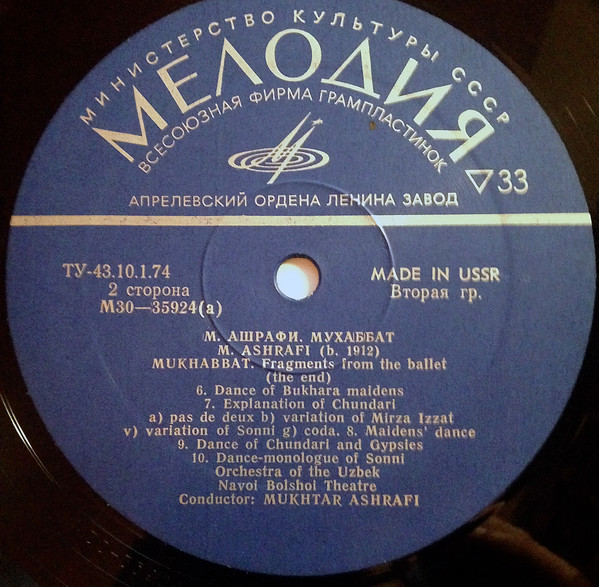 МИНИСТЕРСТВО КУЛЬТУРЫ СССР
МЕЛОДИЯ
ВСЕСОЮЗНАЯ ФИРМА ГРАМПЛАСТИНОК
33
АПРЕЛЕВСКИЙ ОРДЕНА ЛЕНИНА ЗАВОД
ТУ-43.10.1.74
2 сторона
М30—35924(а)
MADE IN USSR
Вторая гр.
М. АШРАФИ. МУХАББАТ
M. ASHRAFI (b. 1912)
MUKHABBAT. Fragments from the ballet
(the end)
6. Dance of Bukhara maidens
7. Explanation of Chundari
a) pas de deux b) variation of Mirza Izzat
v) variation of Sonni g) coda. 8. Maidens' dance
9. Dance of Chundari and Gypsies
10. Dance-monologue of Sonni
Orchestra of the Uzbek
Navoi Bolshoi Theatre
Conductor: MUKHTAR ASHRAFI